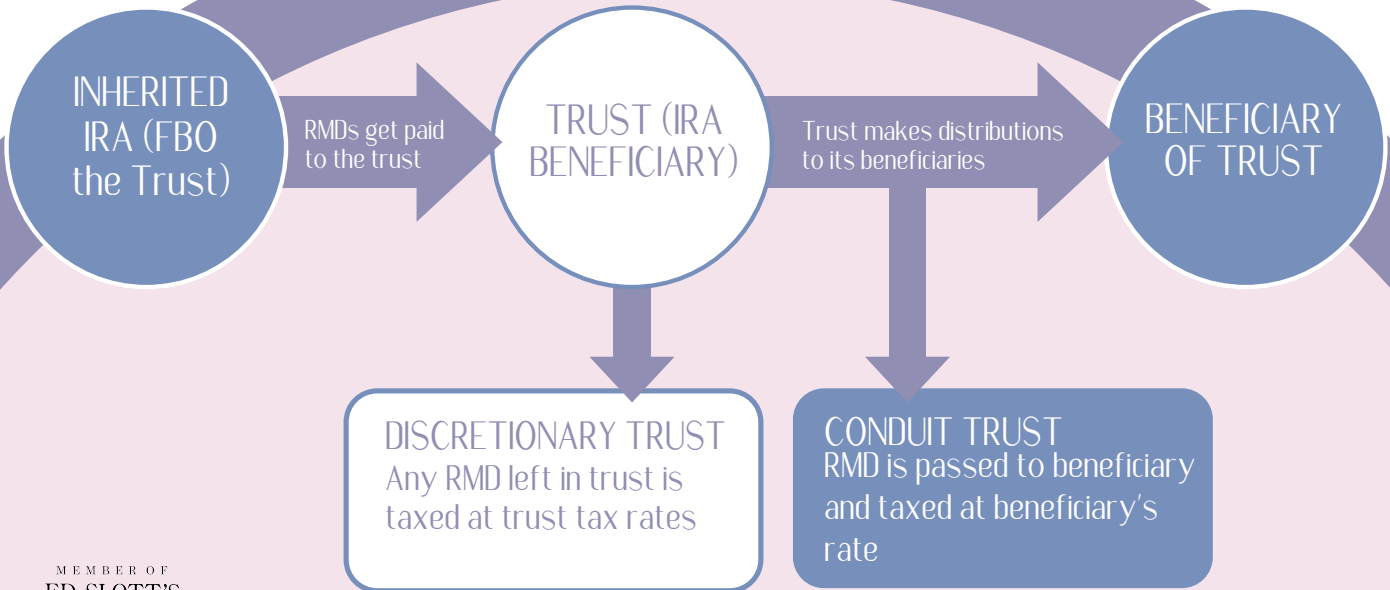 INHERITED
IRA (FBO
the Trust)
RMDs get paid
to the trust
TRUST (IRA
BENEFICIARY)
Trust makes distributions
to its beneficiaries
BENEFICIARY
OF TRUST
DISCRETIONARY TRUST
Any RMD left in trust is
taxed at trust tax rates
CONDUIT TRUST
RMD is passed to beneficiary
and taxed at beneficiary's
rate
MEMBER OF
ED SLOTT'S